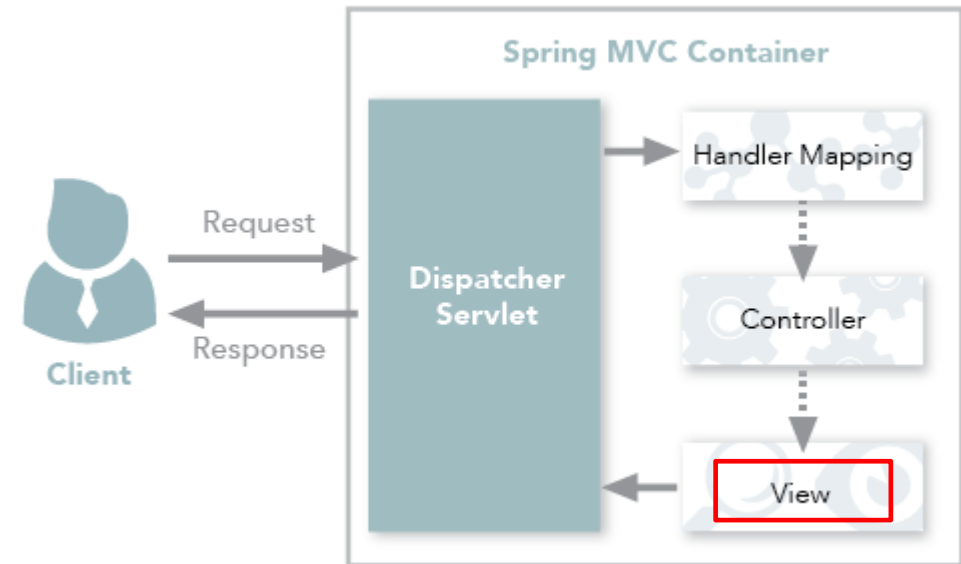 Spring MVC Container
Handler Mapping
Request
Dispatcher
Servlet
Controller
Response
Client
View